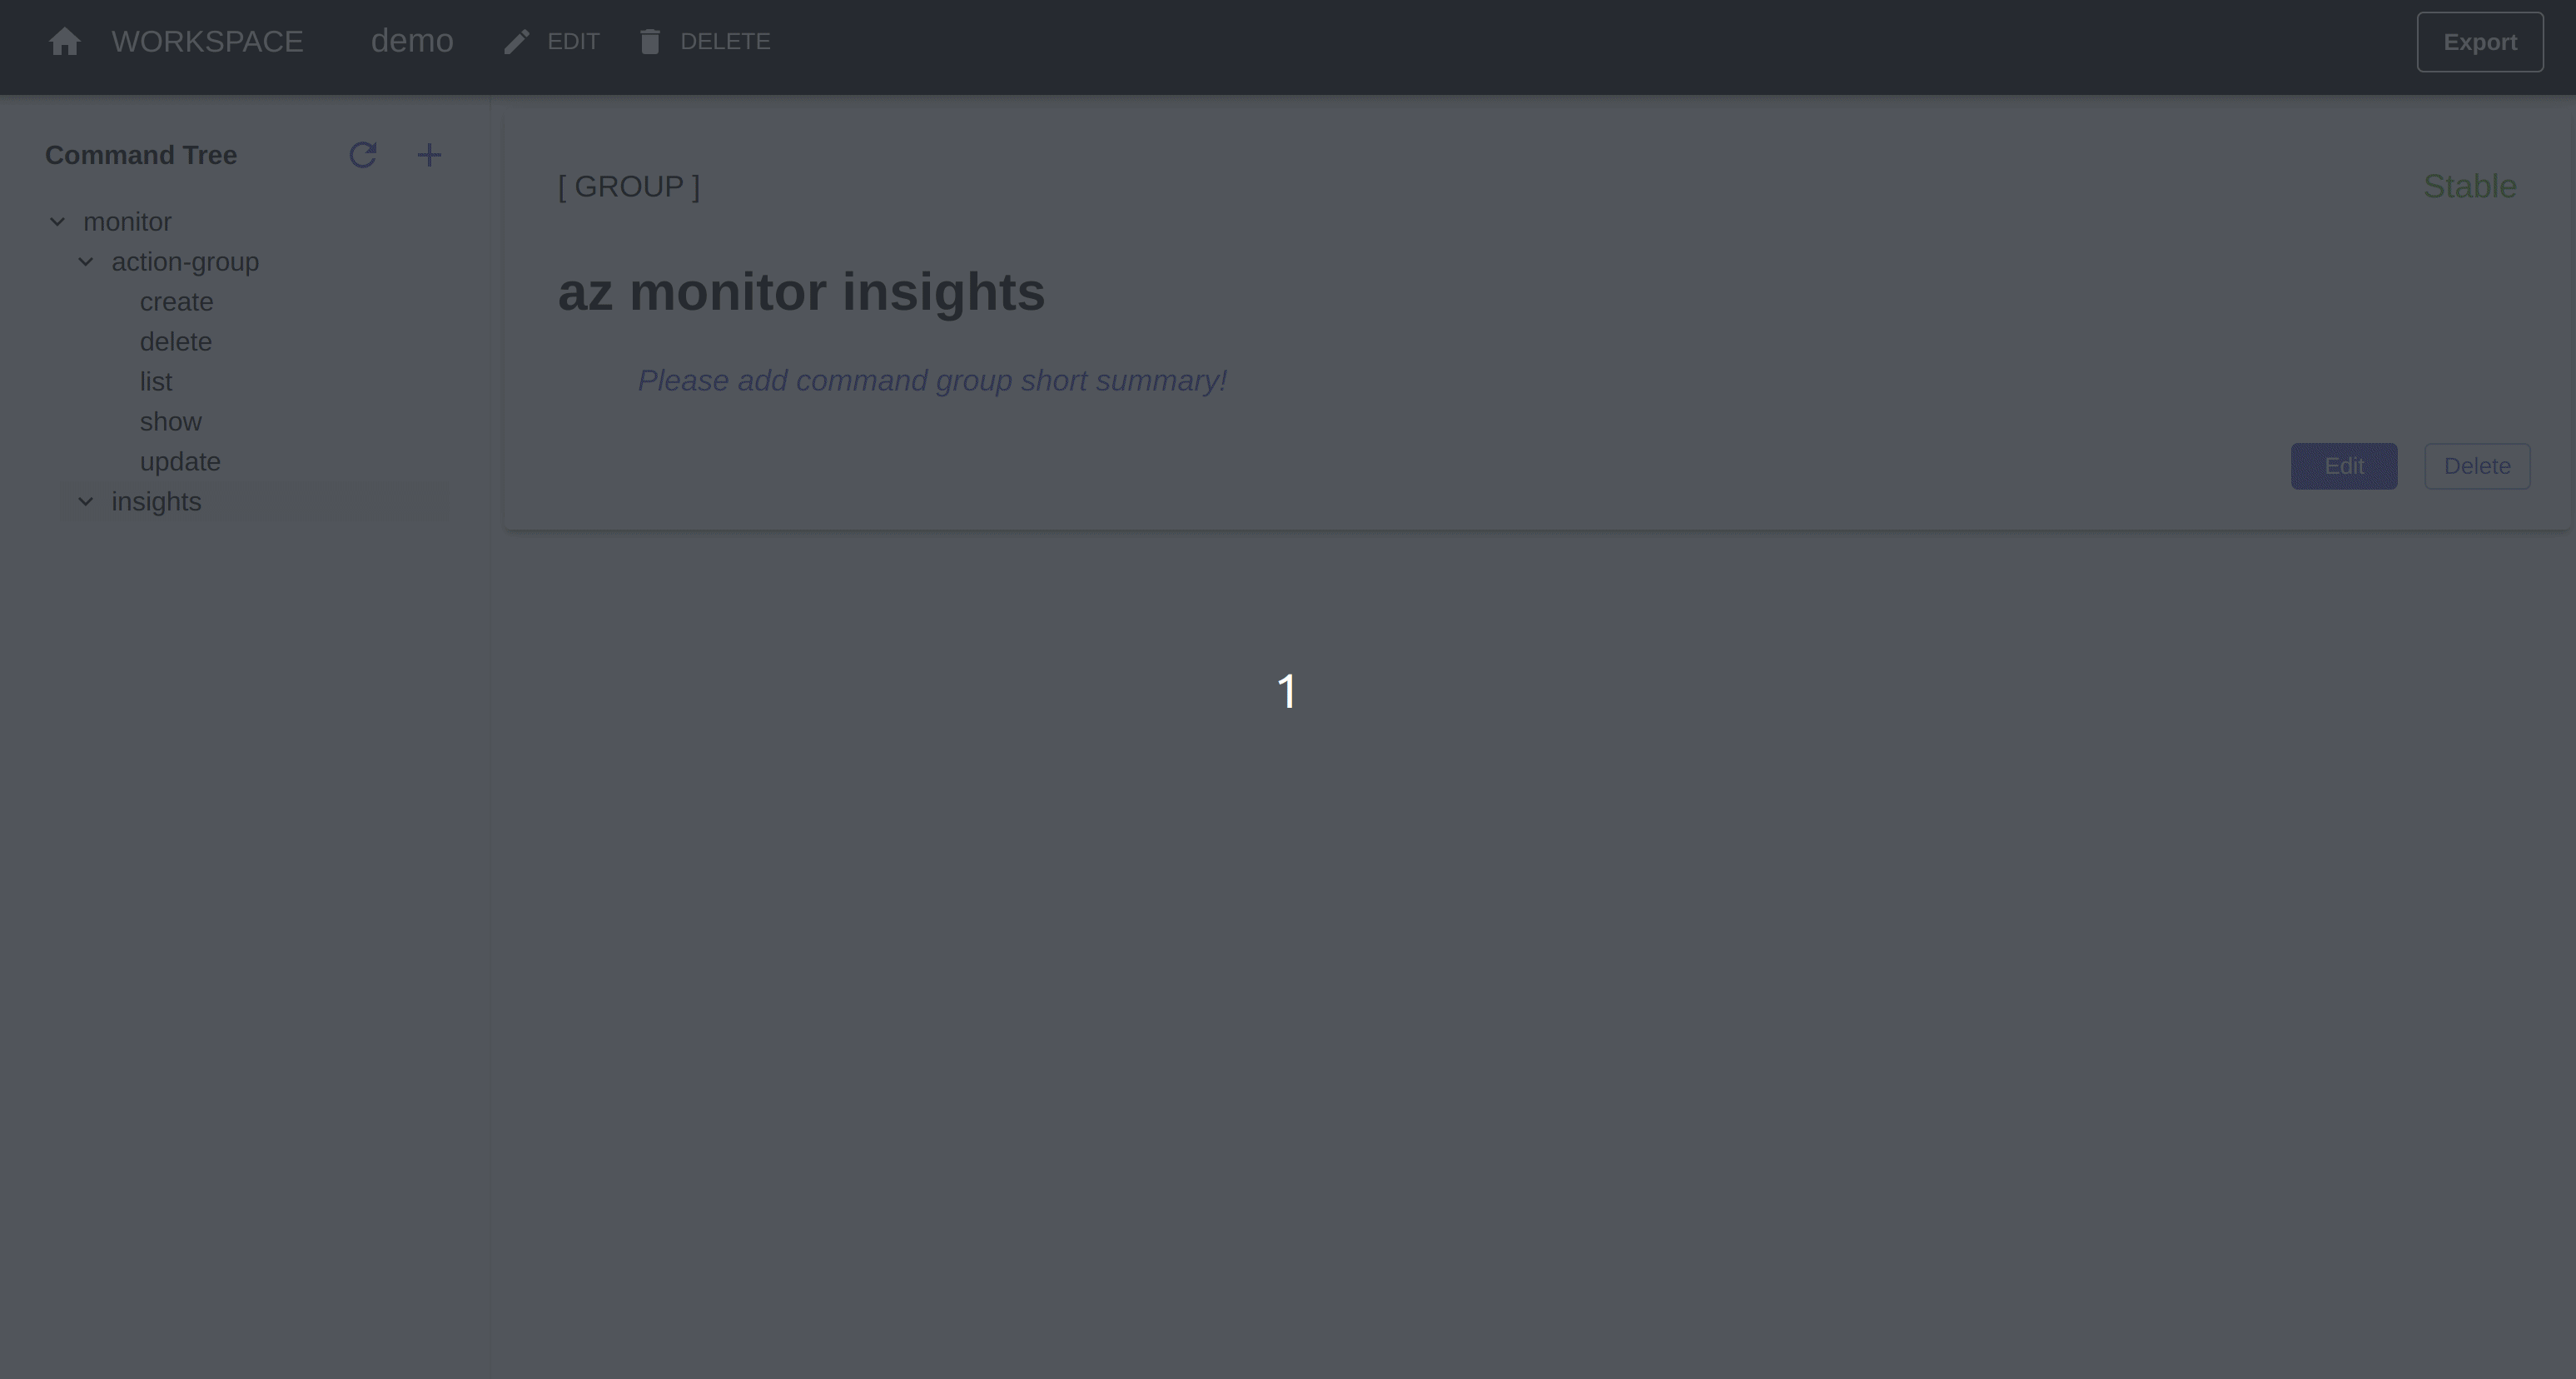 WORKSPACE demo EDIT DELETE Export
Command Tree
monitor
action-group
create
delete
list
show
update
insights
[ GROUP ] Stable
az monitor insights
Please add command group short summary!
Edit Delete
1